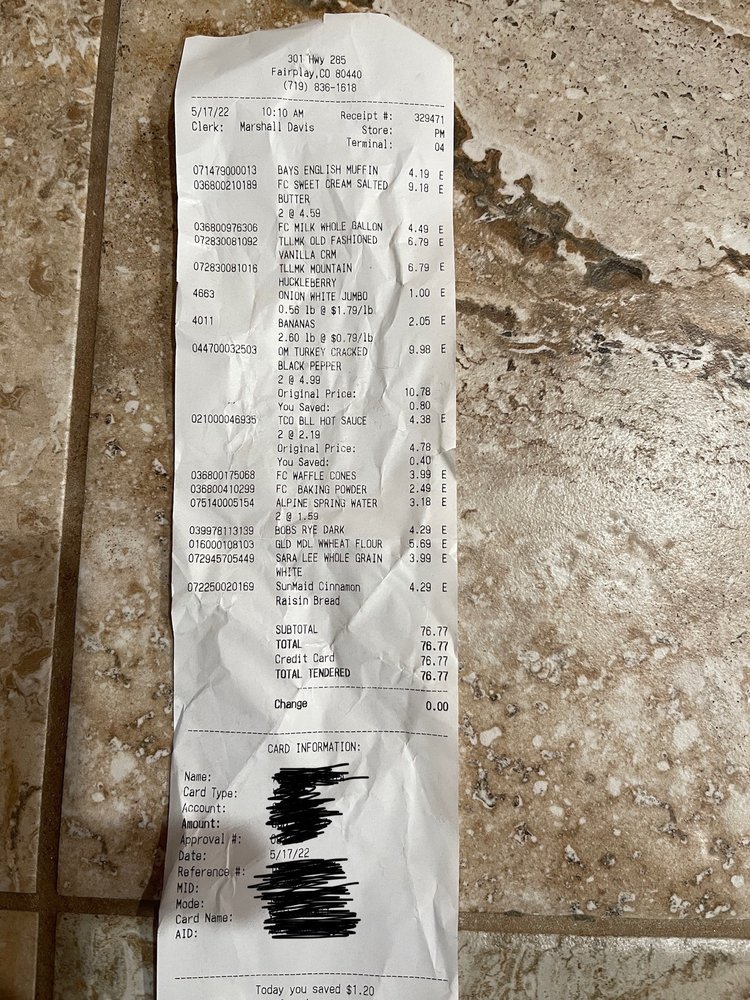 301 Hwy 285
Fairplay,CO 80440
(719) 836-1618
5/17/22 10:10 AM Receipt #: 329471
Clerk: Marshall Davis Store: PM
Terminal: 04
071479000013 BAYS ENGLISH MUFFIN 4.19 E
036800210189 FC SWEET CREAM SALTED 9.18 E
BUTTER
2 @ 4.59
036800976306 FC MILK WHOLE GALLON 4.49 E
072830081092 TLLMK OLD FASHIONED 6.79 E
VANILLA CRM
072830081016 TLLMK MOUNTAIN 6.79 E
HUCKLEBERRY
4663 ONION WHITE JUMBO 1.00 E
0.56 lb @ $1.79/lb
4011 BANANAS 2.05 E
2.60 lb @ $0.79/lb
044700032503 OM TURKEY CRACKED 9.98 E
BLACK PEPPER
2 @ 4.99
Original Price: 10.78
You Saved: 0.80
021000046935 TCO BLL HOT SAUCE 4.38 E
2 @ 2.19
Original Price: 4.78
You Saved: 0.40
036800175068 FC WAFFLE CONES 3.99 E
036800410299 FC BAKING POWDER 2.49 E
075140005154 ALPINE SPRING WATER 3.18 E
2 @ 1.59
039978113139 BOBS RYE DARK 4.29 E
016000108103 GLD MDL WWHEAT FLOUR 5.69 E
072945705449 SARA LEE WHOLE GRAIN 3.99 E
WHITE
072250020169 SunMaid Cinnamon 4.29 E
Raisin Bread
SUBTOTAL 76.77
TOTAL 76.77
Credit Card 76.77
TOTAL TENDERED 76.77
Change 0.00
CARD INFORMATION:
Name:
Card Type:
Account:
Amount:
Approval #:
Date: 5/17/22
Reference #:
MID:
Mode:
Card Name:
AID:
Today you saved $1.20